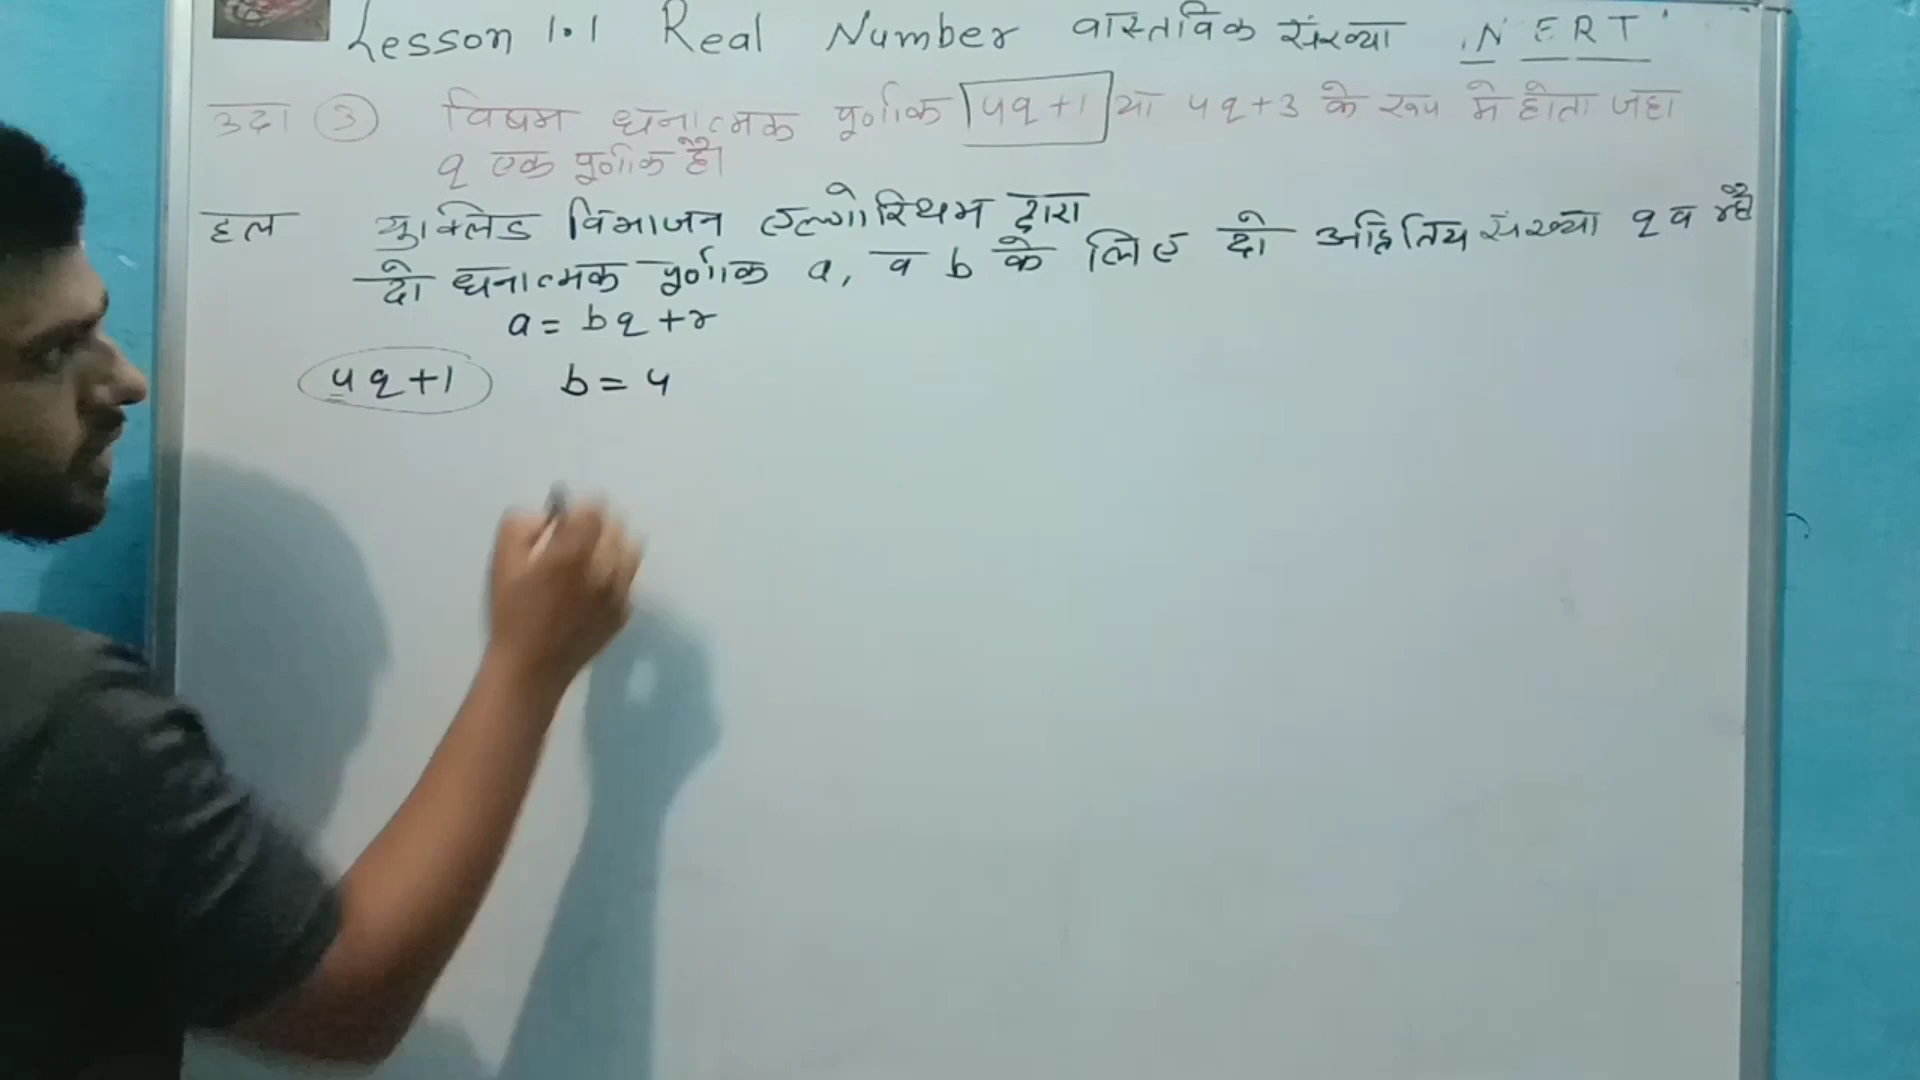 Lesson 1.1 Real Number वास्तविक संख्या NERT
उदा ③ विषम धनात्मक पूर्णांक 4q+1 या 4q+3 के रूप मे होता जहा
q एक पूर्णांक है।
हल युक्लिड विभाजन एल्गोरिथम द्वारा
दो धनात्मक पूर्णांक a, व b के लिए दो अद्वितिय संख्या q व r है
a = bq+r
4q+1 b = 4